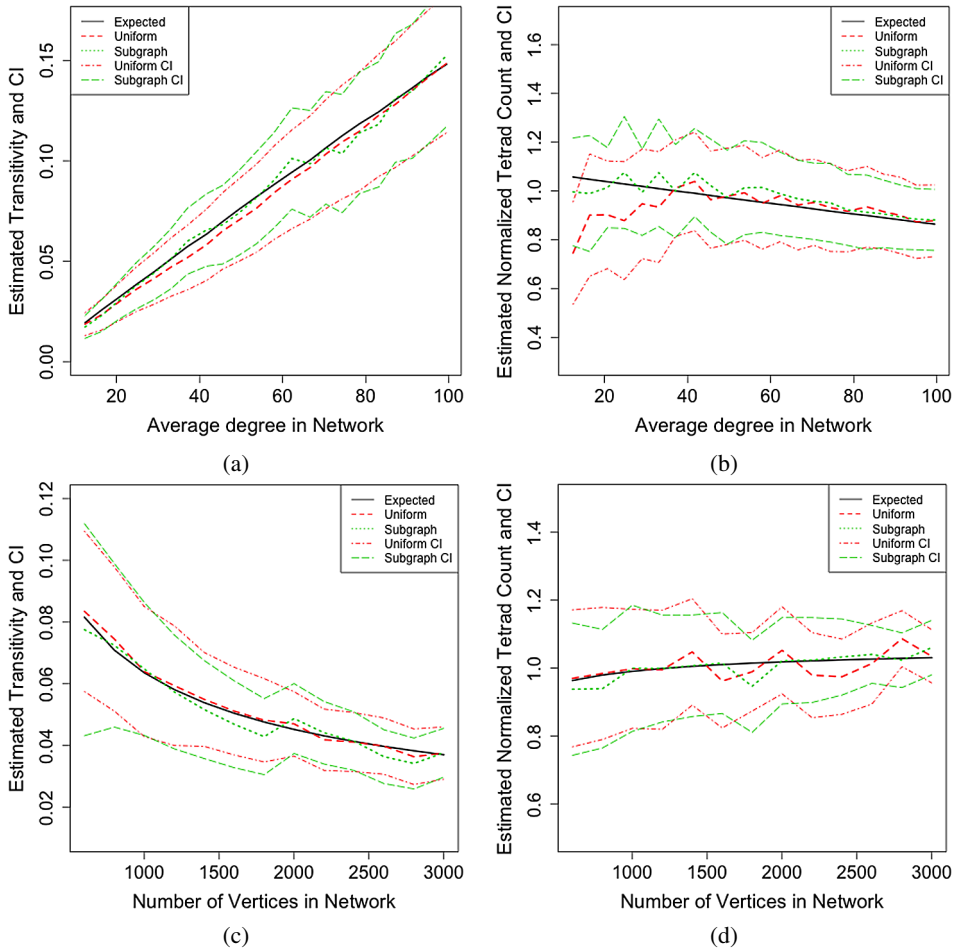 Estimated Transitivity and CI
0.15
0.10
0.05
0.00
Expected
Uniform
Subgraph
Uniform CI
Subgraph CI
20 40 60 80 100
Average degree in Network
(a)
Estimated Normalized Tetrad Count and CI
1.6
1.4
1.2
1.0
0.8
0.6
0.4
Expected
Uniform
Subgraph
Uniform CI
Subgraph CI
20 40 60 80 100
Average degree in Network
(b)
Estimated Transitivity and CI
0.12
0.10
0.08
0.06
0.04
0.02
Expected
Uniform
Subgraph
Uniform CI
Subgraph CI
1000 1500 2000 2500 3000
Number of Vertices in Network
(c)
Estimated Normalized Tetrad Count and CI
1.4
1.2
1.0
0.8
0.6
Expected
Uniform
Subgraph
Uniform CI
Subgraph CI
1000 1500 2000 2500 3000
Number of Vertices in Network
(d)